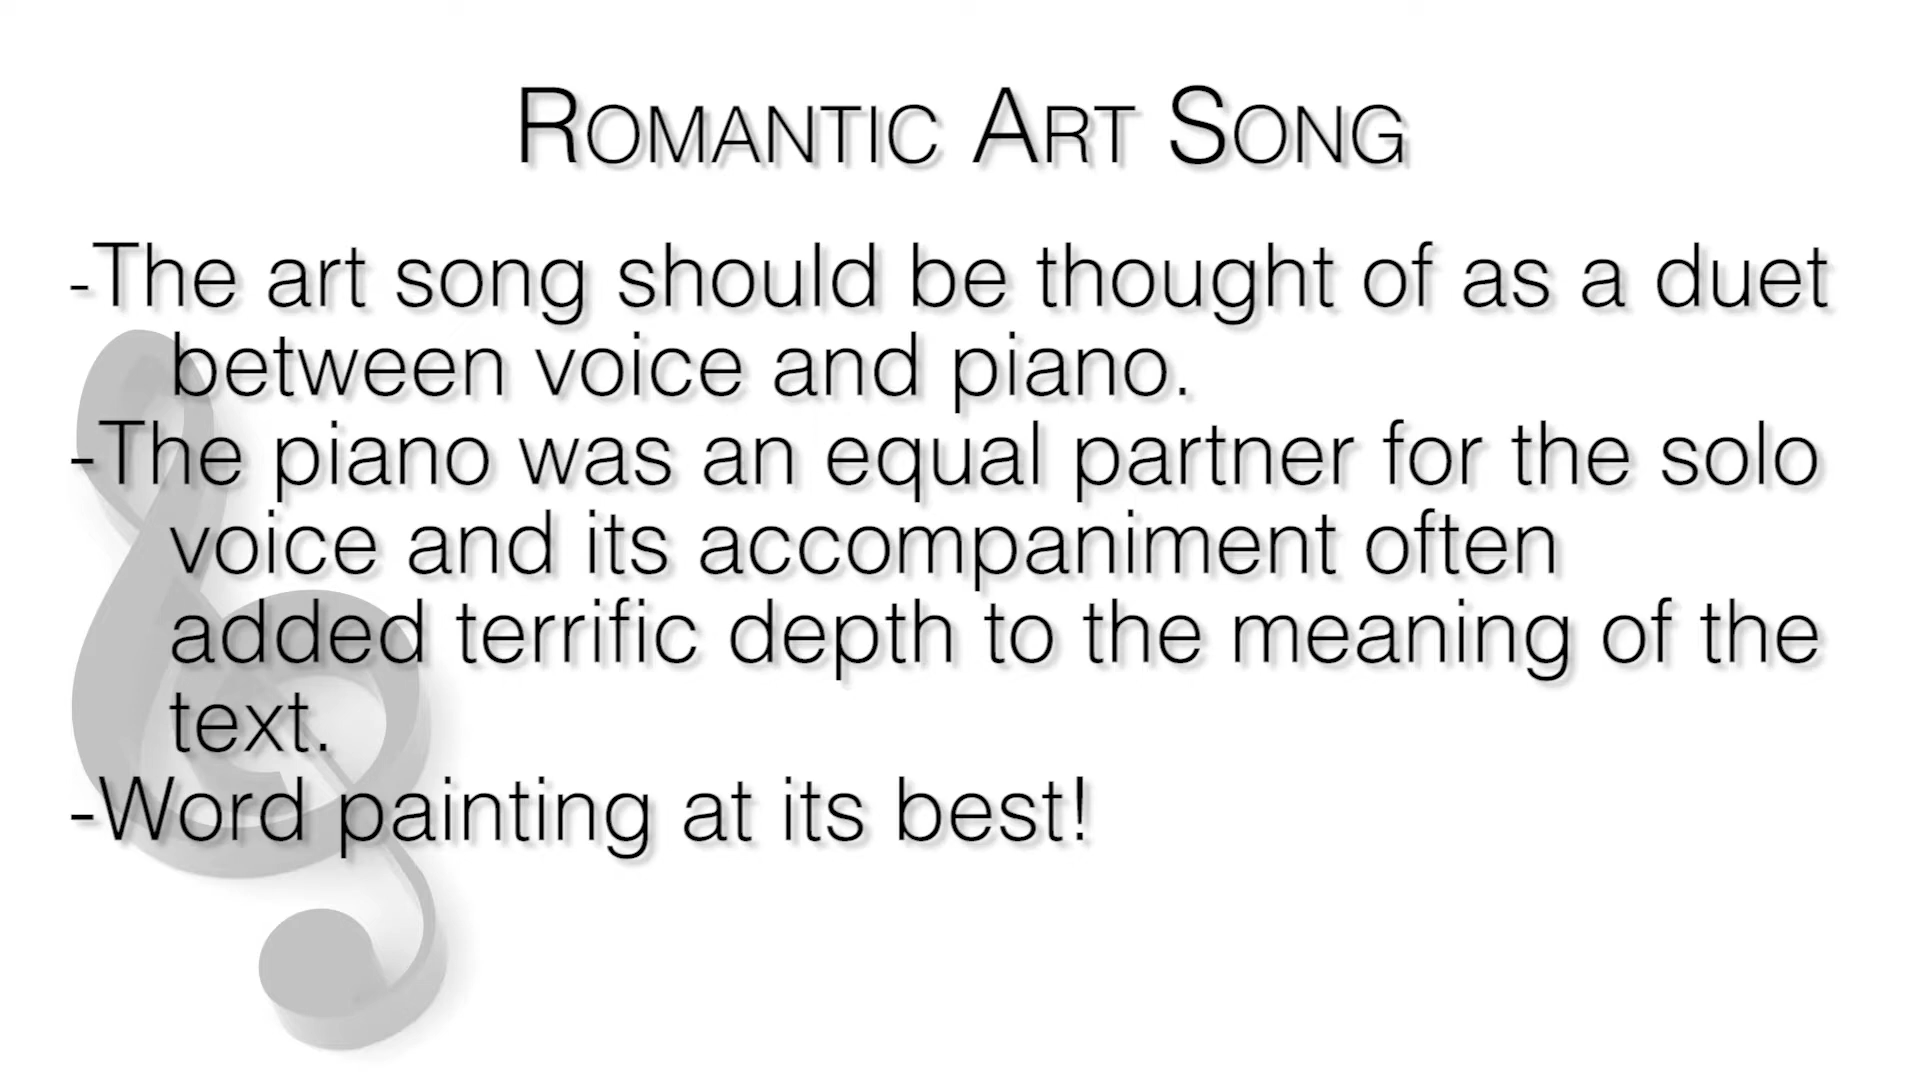 Romantic Art Song
-The art song should be thought of as a duet
between voice and piano.
-The piano was an equal partner for the solo
voice and its accompaniment often
added terrific depth to the meaning of the
text.
-Word painting at its best!